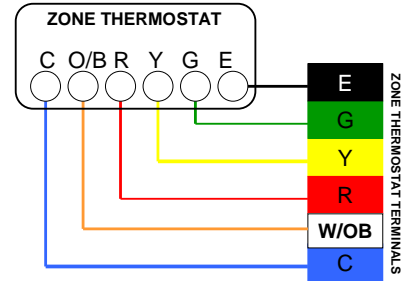 ZONE THERMOSTAT
C O/B R Y G E
E
G
Y
R
W/OB
C
ZONE THERMOSTAT TERMINALS